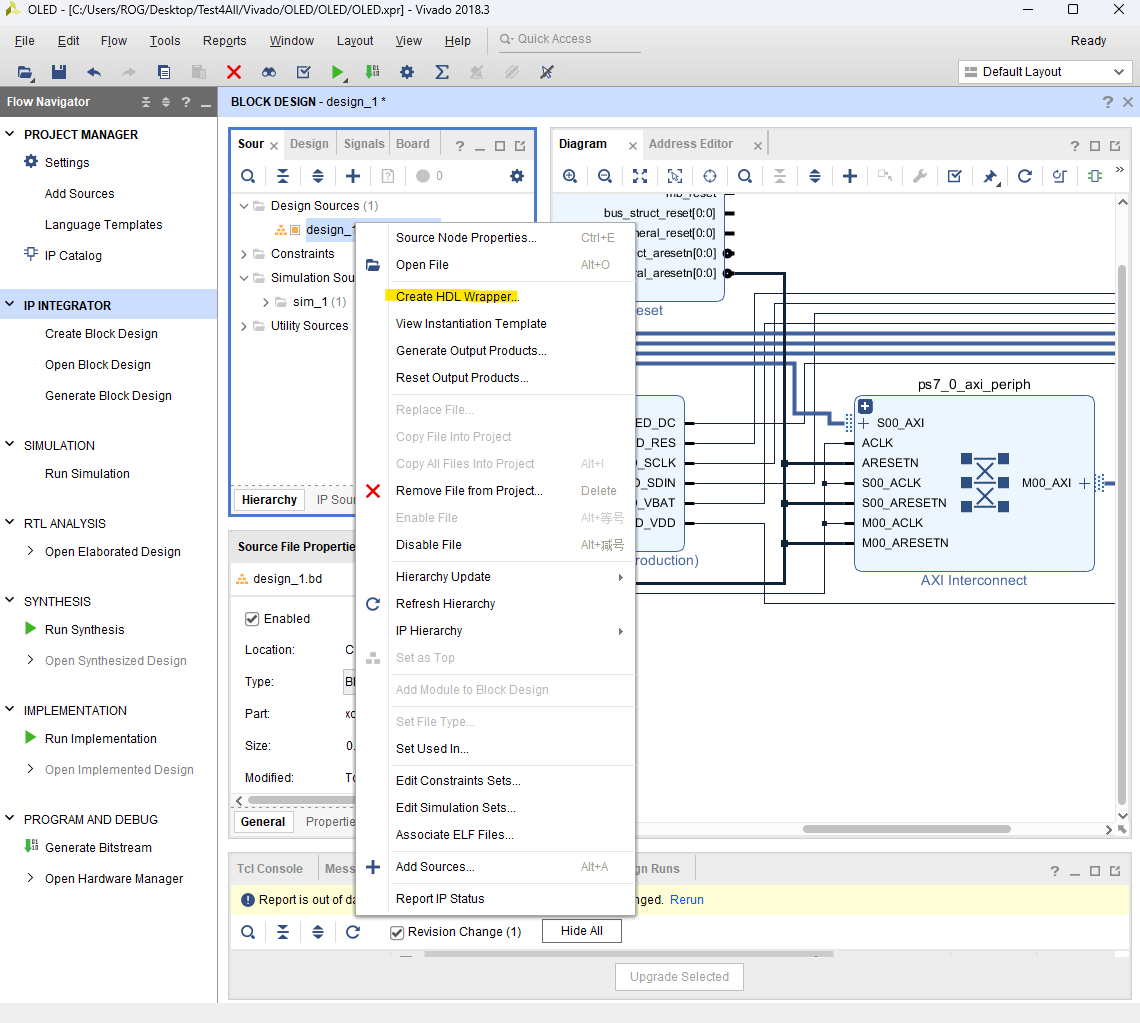 OLED - [C:/Users/ROG/Desktop/Test4All/Vivado/OLED/OLED/OLED.xpr] - Vivado 2018.3
File Edit Flow Tools Reports Window Layout View Help Quick Access Ready
Default Layout
Flow Navigator
PROJECT MANAGER
Settings
Add Sources
Language Templates
IP Catalog
IP INTEGRATOR
Create Block Design
Open Block Design
Generate Block Design
SIMULATION
Run Simulation
RTL ANALYSIS
Open Elaborated Design
SYNTHESIS
Run Synthesis
Open Synthesized Design
IMPLEMENTATION
Run Implementation
Open Implemented Design
PROGRAM AND DEBUG
Generate Bitstream
Open Hardware Manager
BLOCK DESIGN - design_1 *
Sour Design Signals Board
0
Design Sources (1)
design_1
Constraints
Simulation Sou
sim_1 (1)
Utility Sources
Hierarchy IP Sour
Source File Propertie
design_1.bd
Enabled
Location: C
Type: Bl
Part: xc
Size: 0.
Modified: To
General Propertie
Source Node Properties... Ctrl+E
Open File Alt+O
Create HDL Wrapper...
View Instantiation Template
Generate Output Products...
Reset Output Products...
Replace File...
Copy File Into Project
Copy All Files Into Project Alt+I
Remove File from Project... Delete
Enable File Alt+等号
Disable File Alt+减号
Hierarchy Update
Refresh Hierarchy
IP Hierarchy
Set as Top
Add Module to Block Design
Set File Type...
Set Used In...
Edit Constraints Sets...
Edit Simulation Sets...
Associate ELF Files...
Add Sources... Alt+A
Report IP Status
Diagram Address Editor
mb_reset
bus_struct_reset[0:0]
neral_reset[0:0]
ct_aresetn[0:0]
ral_aresetn[0:0]
eset
ED_DC
D_RES
D_SCLK
D_SDIN
D_VBAT
D_VDD
roduction)
ps7_0_axi_periph
S00_AXI
ACLK
ARESETN
S00_ACLK
S00_ARESETN
M00_ACLK
M00_ARESETN
M00_AXI
AXI Interconnect
Tcl Console Mess gn Runs
Report is out of da nged. Rerun
Revision Change (1) Hide All
Upgrade Selected